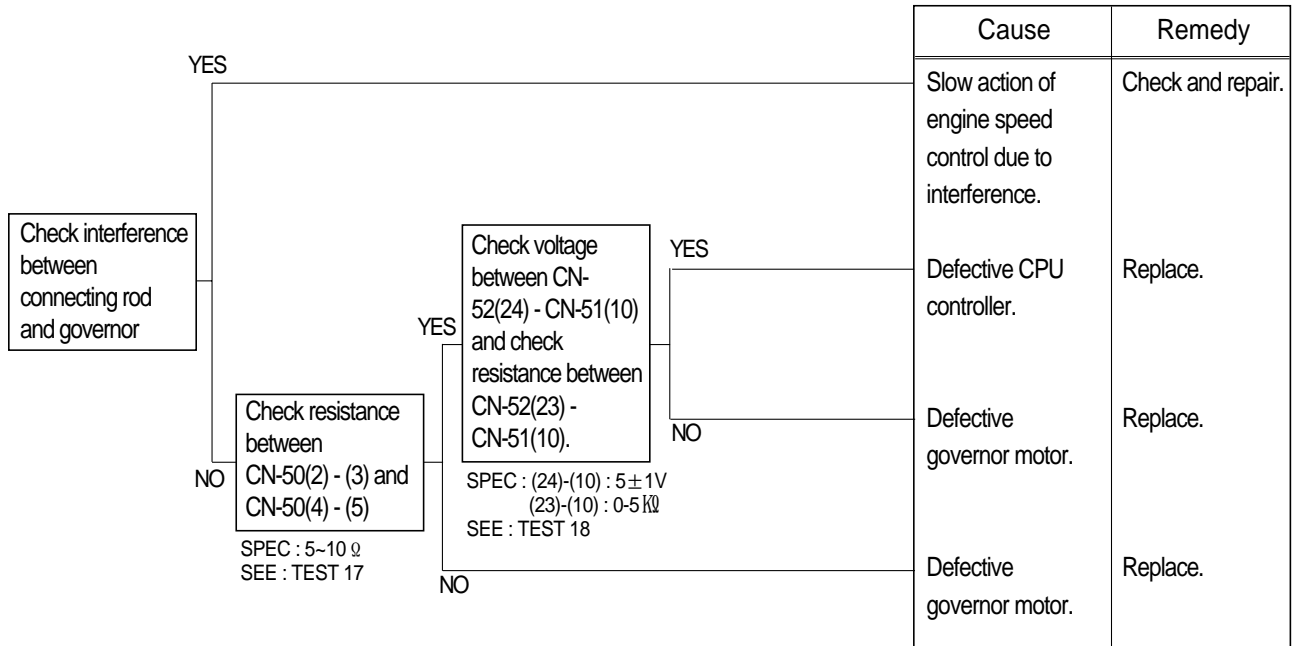 Cause
Remedy
YES
Slow action of
engine speed
control due to
interference.
Check and repair.
Check interference
between
connecting rod
and governor
Check voltage
between CN-
52(24) - CN-51(10)
and check
resistance between
CN-52(23) -
CN-51(10).
YES
Defective CPU
controller.
Replace.
YES
Check resistance
between
CN-50(2) - (3) and
CN-50(4) - (5)
NO
NO
Defective
governor motor.
Replace.
SPEC : 5~10 Ω
SEE : TEST 17
SPEC : (24)-(10) : 5±1V
(23)-(10) : 0-5㏀
SEE : TEST 18
NO
Defective
governor motor.
Replace.